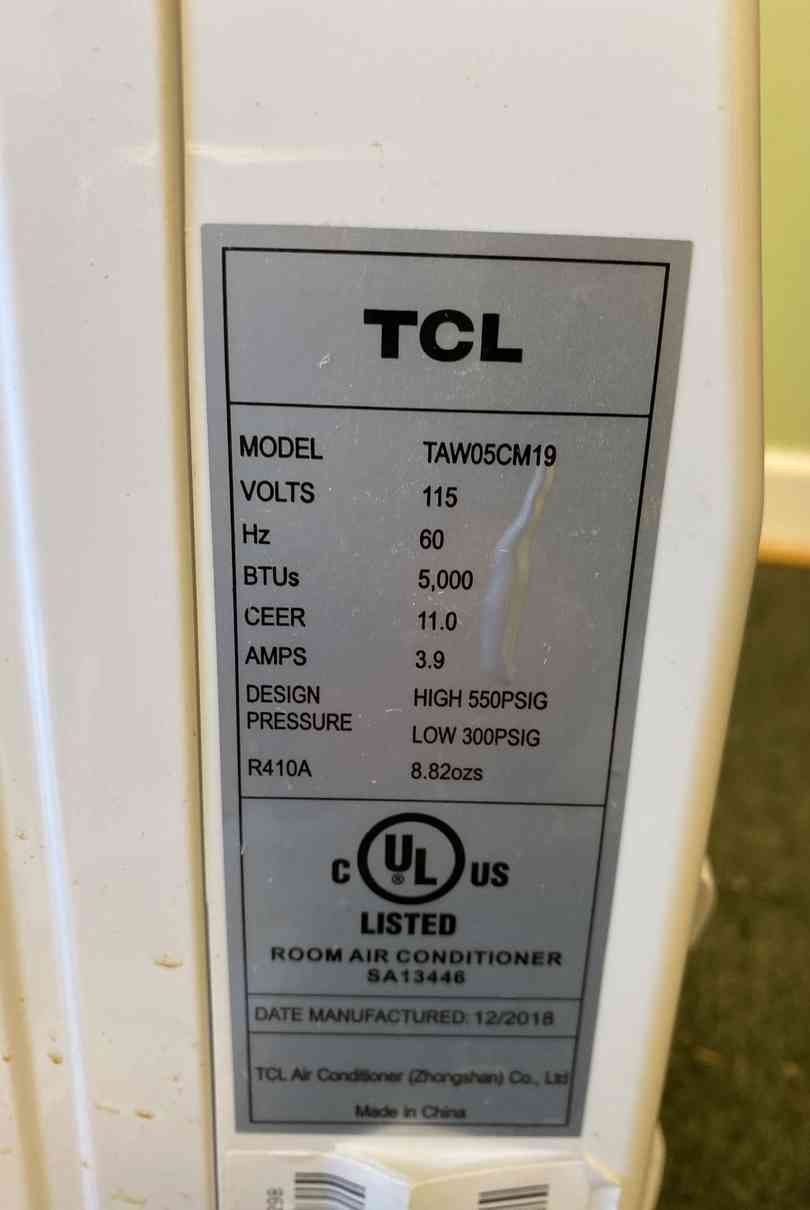 TCL
MODEL TAW05CM19
VOLTS 115
Hz 60
BTUs 5,000
CEER 11.0
AMPS 3.9
DESIGN PRESSURE HIGH 550PSIG
LOW 300PSIG
R410A 8.82ozs
C UL® US
LISTED
ROOM AIR CONDITIONER
SA13446
DATE MANUFACTURED: 12/2018
TCL Air Conditioner (Zhongshan) Co., Ltd
Made in China